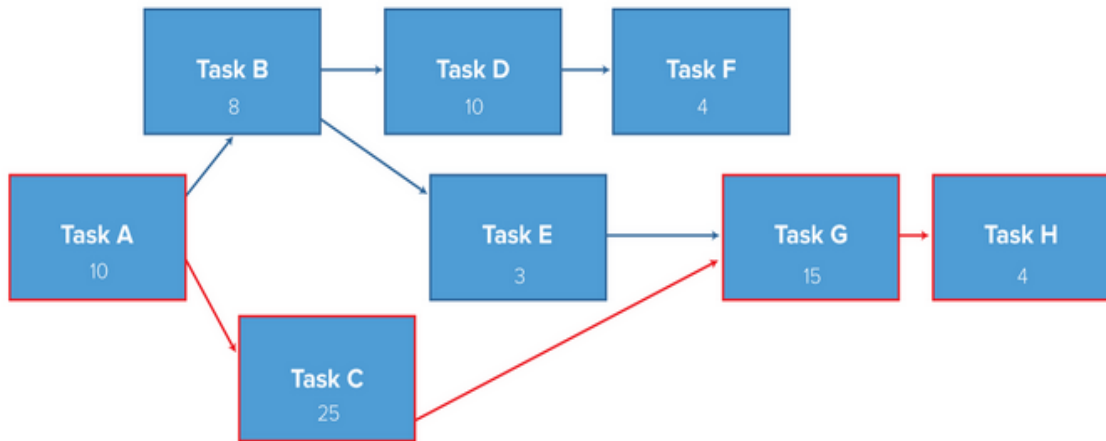 Task B
8
Task D
10
Task F
4
Task A
10
Task E
3
Task G
15
Task H
4
Task C
25